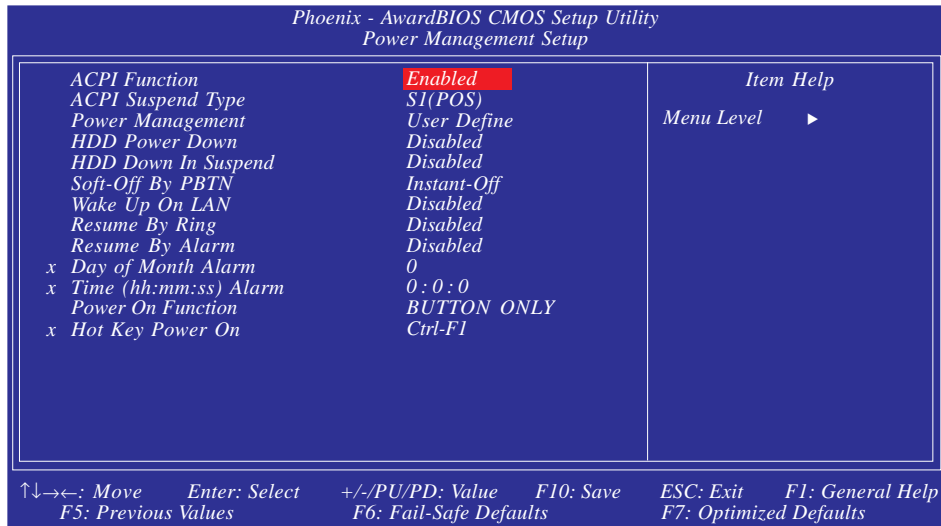 Phoenix - AwardBIOS CMOS Setup Utility
Power Management Setup
ACPI Function Enabled
ACPI Suspend Type S1(POS)
Power Management User Define
HDD Power Down Disabled
HDD Down In Suspend Disabled
Soft-Off By PBTN Instant-Off
Wake Up On LAN Disabled
Resume By Ring Disabled
Resume By Alarm Disabled
x Day of Month Alarm 0
x Time (hh:mm:ss) Alarm 0:0:0
Power On Function BUTTON ONLY
x Hot Key Power On Ctrl-F1
Item Help
Menu Level ▶
↑↓→←: Move Enter: Select +/-/PU/PD: Value F10: Save ESC: Exit F1: General Help
F5: Previous Values F6: Fail-Safe Defaults F7: Optimized Defaults